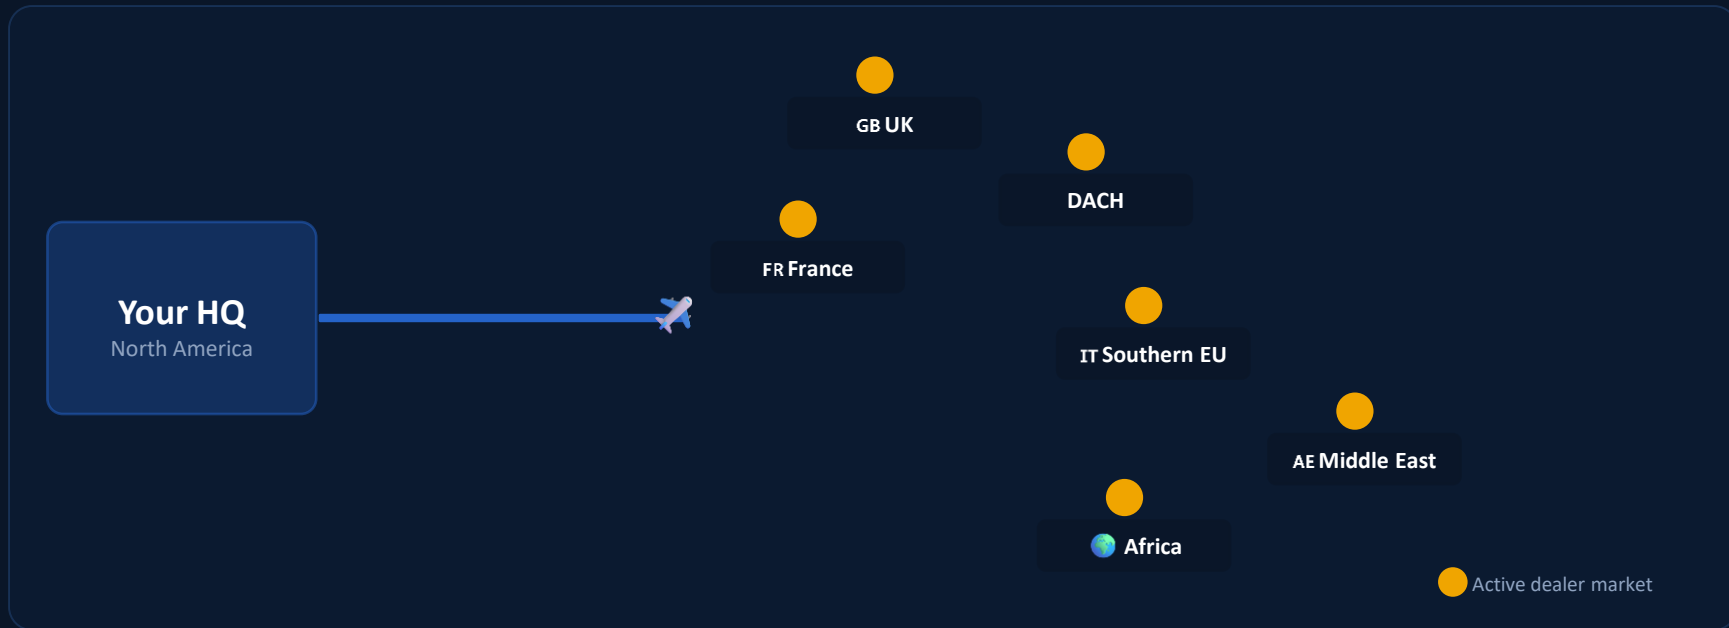 GB UK
DACH
FR France
Your HQ
North America
IT Southern EU
AE Middle East
Africa
Active dealer market